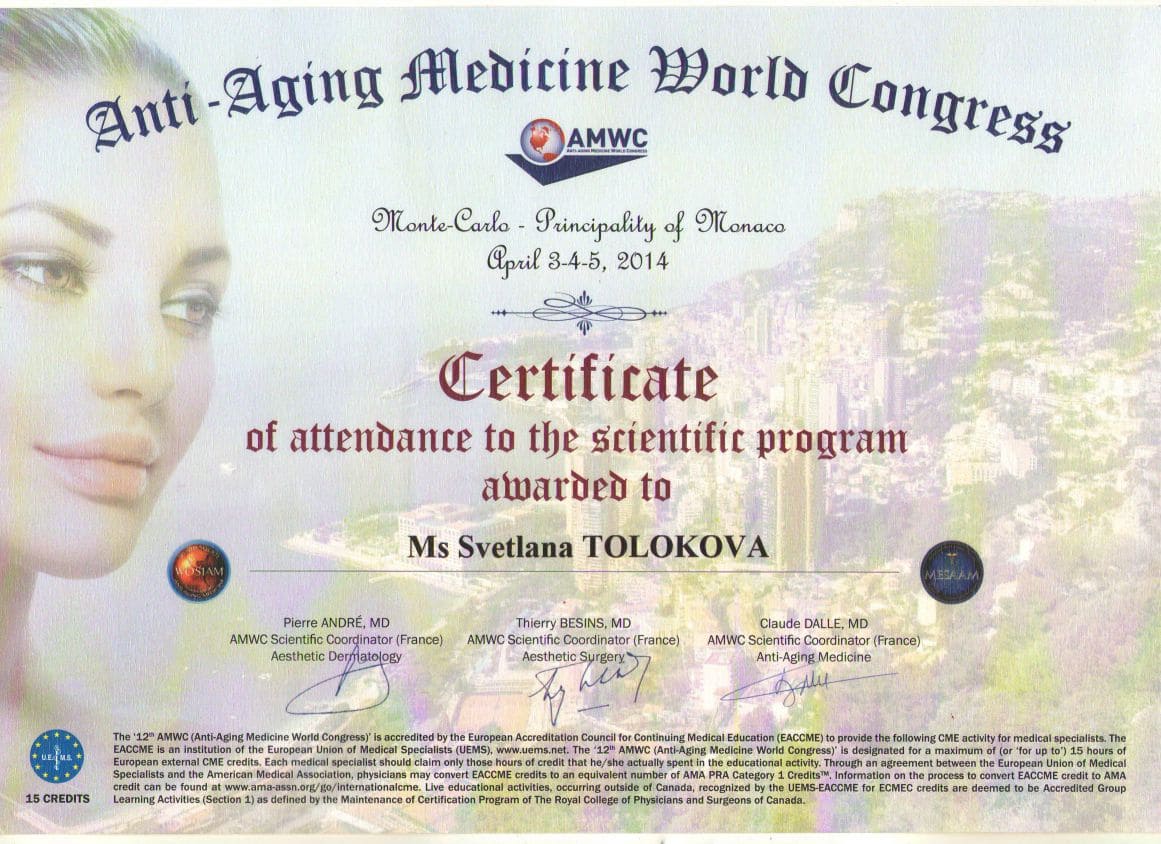 Anti-Aging Medicine World Congress
AMWC
ANTI-AGING MEDICINE WORLD CONGRESS
Monte-Carlo - Principality of Monaco
April 3-4-5, 2014
Certificate
of attendance to the scientific program
awarded to
Ms Svetlana TOLOKOVA
WOSIAM
MESAAM
Pierre ANDRÉ, MD
AMWC Scientific Coordinator (France)
Aesthetic Dermatology
Thierry BESINS, MD
AMWC Scientific Coordinator (France)
Aesthetic Surgery
Claude DALLE, MD
AMWC Scientific Coordinator (France)
Anti-Aging Medicine
U.E.M.S.
15 CREDITS
The '12th AMWC (Anti-Aging Medicine World Congress)' is accredited by the European Accreditation Council for Continuing Medical Education (EACCME) to provide the following CME activity for medical specialists. The
EACCME is an institution of the European Union of Medical Specialists (UEMS), www.uems.net. The '12th AMWC (Anti-Aging Medicine World Congress)' is designated for a maximum of (or 'for up to') 15 hours of
European external CME credits. Each medical specialist should claim only those hours of credit that he/she actually spent in the educational activity. Through an agreement between the European Union of Medical
Specialists and the American Medical Association, physicians may convert EACCME credits to an equivalent number of AMA PRA Category 1 Credits™. Information on the process to convert EACCME credit to AMA
credit can be found at www.ama-assn.org/go/internationalcme. Live educational activities, occurring outside of Canada, recognized by the UEMS-EACCME for ECMEC credits are deemed to be Accredited Group
Learning Activities (Section 1) as defined by the Maintenance of Certification Program of The Royal College of Physicians and Surgeons of Canada.